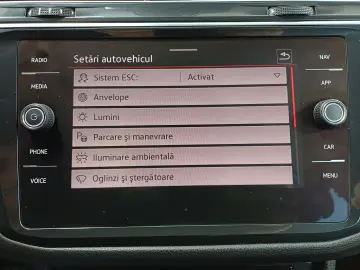 Setări autovehicul
RADIO
MEDIA
PHONE
VOICE
Sistem ESC: Activat
Anvelope
Lumini
Parcare și manevrare
Iluminare ambientală
Oglinzi și ștergătoare
NAV
APP
CAR
MENU